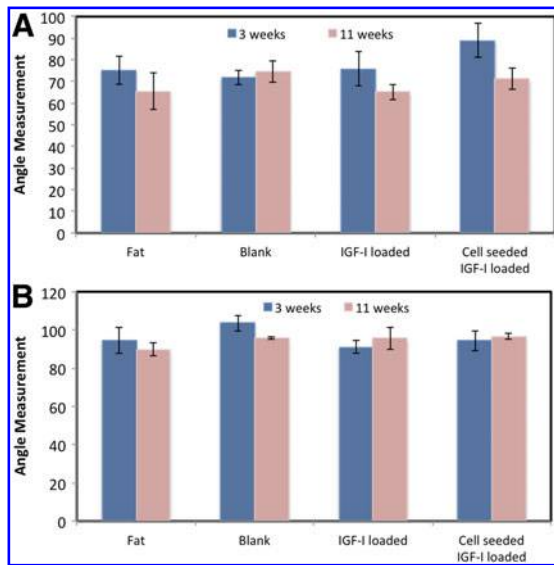 A
100
90
80
70
60
50
40
30
20
10
0
Angle Measurement
3 weeks 11 weeks
Fat Blank IGF-I loaded Cell seeded
IGF-I loaded
B
120
100
80
60
40
20
0
Angle Measurement
3 weeks 11 weeks
Fat Blank IGF-I loaded Cell seeded
IGF-I loaded